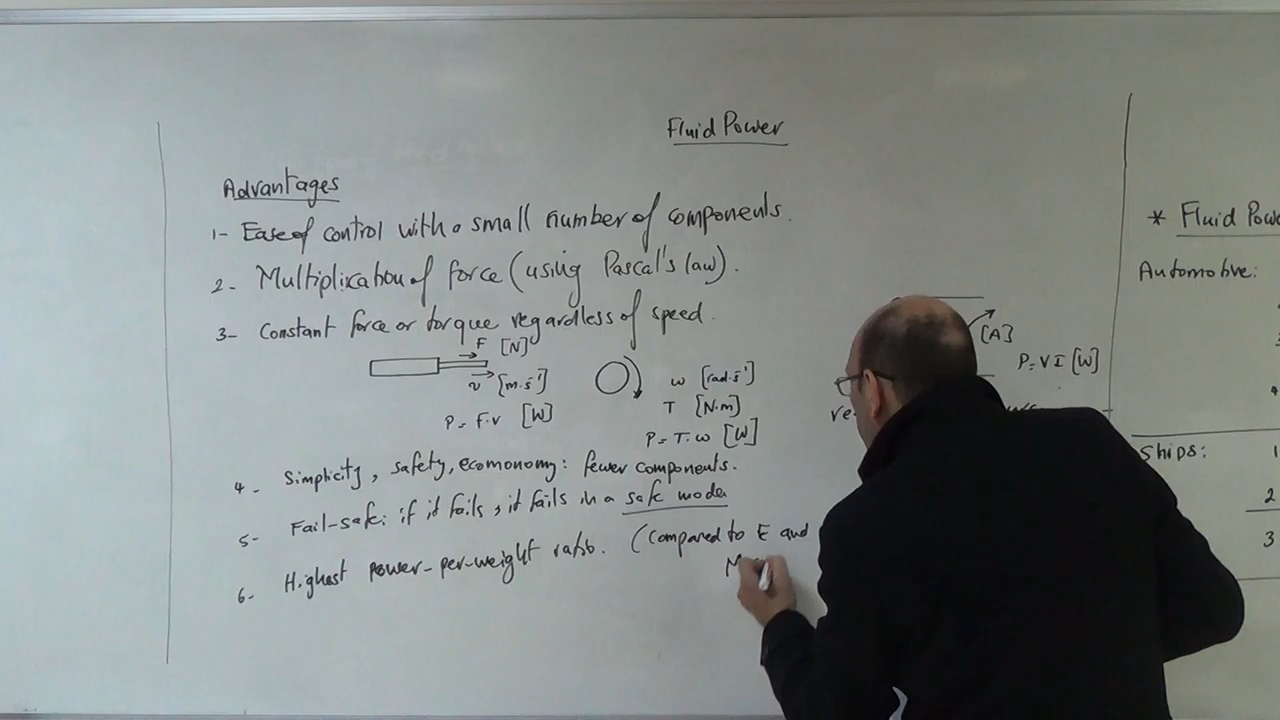 Fluid Power
Advantages
1- Ease of control with a small number of components.
2- Multiplication of force (using Pascal's law).
3- Constant force or torque regardless of speed.
F [N]
v [m.s⁻¹]
P = F.v [W]
ω [rad.s⁻¹]
T [N.m]
P = T.ω [W]
[A]
P = VI [W]
4- Simplicity, safety, ecomonomy: fewer components.
5- Fail-safe: if it fails, it fails in a safe mode
6- Highest power-per-weight ratio. (Compared to E and
* Fluid
Automotive:
Ships: 1
2
3